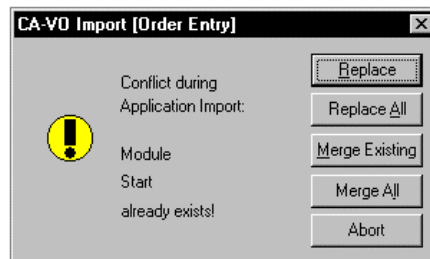 CA-VO Import [Order Entry]
Conflict during
Application Import:
Module
Start
already exists!
Replace
Replace All
Merge Existing
Merge All
Abort